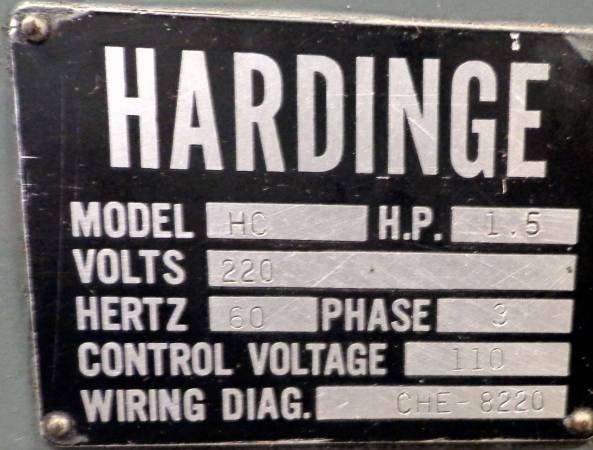 HARDINGE
MODEL HC H.P. 1.5
VOLTS 220
HERTZ 60 PHASE 3
CONTROL VOLTAGE 110
WIRING DIAG. CHE-8220